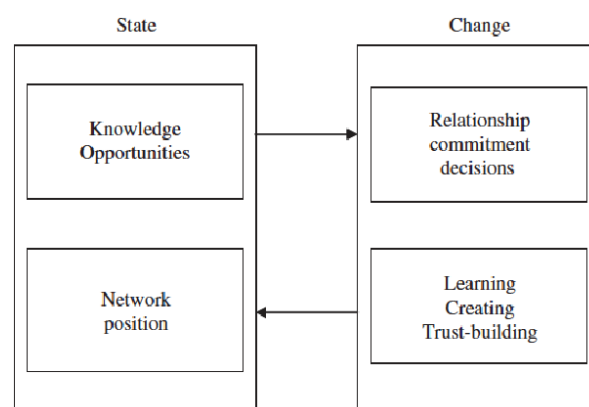 State
Change
Knowledge
Opportunities
Relationship
commitment
decisions
Network
position
Learning
Creating
Trust-building